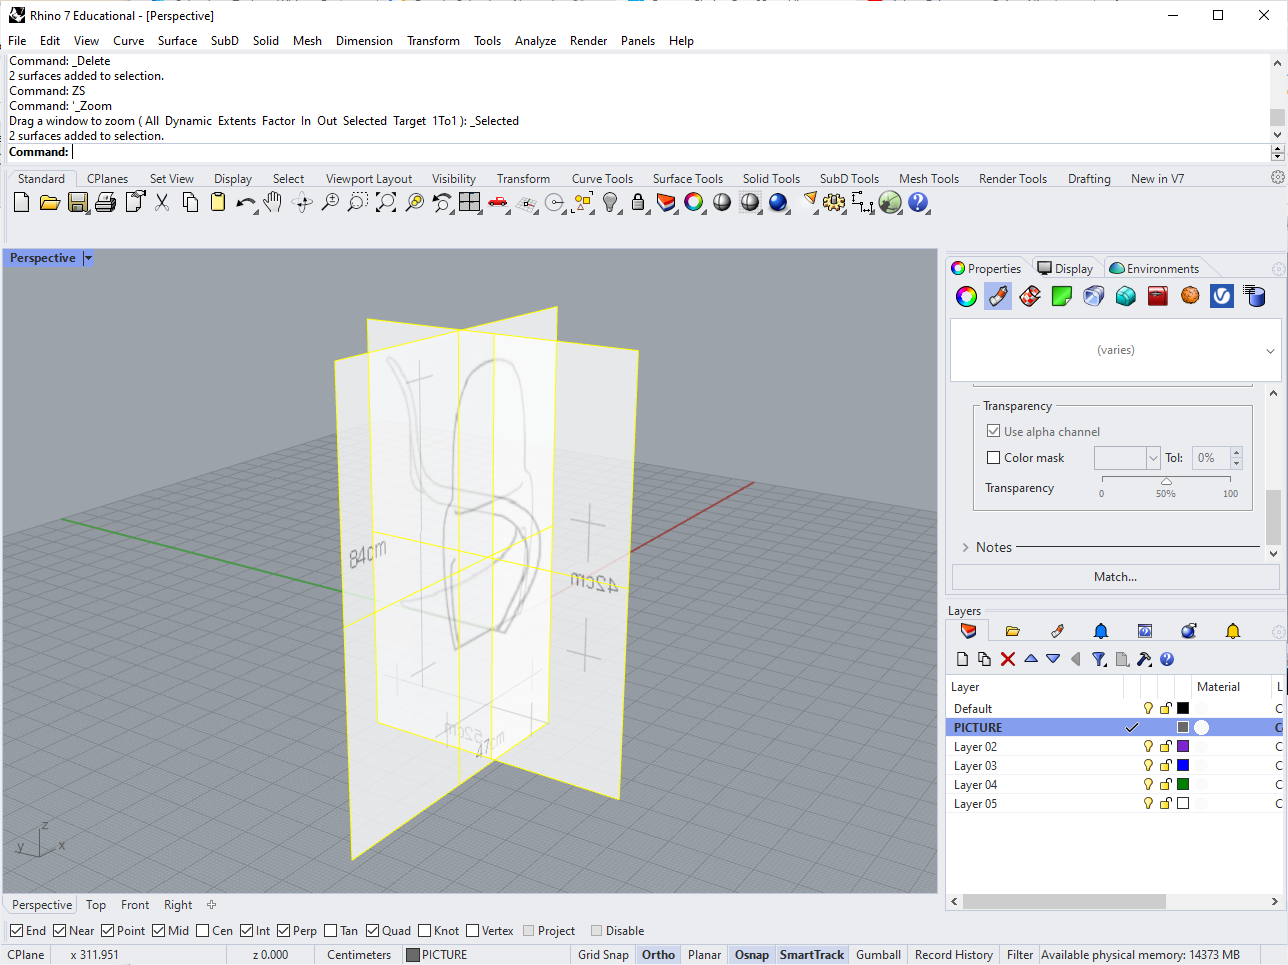 Rhino 7 Educational - [Perspective]
File Edit View Curve Surface SubD Solid Mesh Dimension Transform Tools Analyze Render Panels Help
Command: _Delete
2 surfaces added to selection.
Command: ZS
Command: '_Zoom
Drag a window to zoom ( All Dynamic Extents Factor In Out Selected Target 1To1 ): _Selected
2 surfaces added to selection.
Command:
Standard CPlanes Set View Display Select Viewport Layout Visibility Transform Curve Tools Surface Tools Solid Tools SubD Tools Mesh Tools Render Tools Drafting New in V7
Perspective
Properties Display Environments
(varies)
Transparency
Use alpha channel
Color mask Tol: 0%
Transparency
0 50% 100
Notes
Match...
84cm
42cm
52cm
47cm
z
y x
Layers
Layer Material L
Default C
PICTURE C
Layer 02 C
Layer 03 C
Layer 04 C
Layer 05 C
Perspective Top Front Right
End Near Point Mid Cen Int Perp Tan Quad Knot Vertex Project Disable
CPlane x 311.951 z 0.000 Centimeters PICTURE Grid Snap Ortho Planar Osnap SmartTrack Gumball Record History Filter Available physical memory: 14373 MB